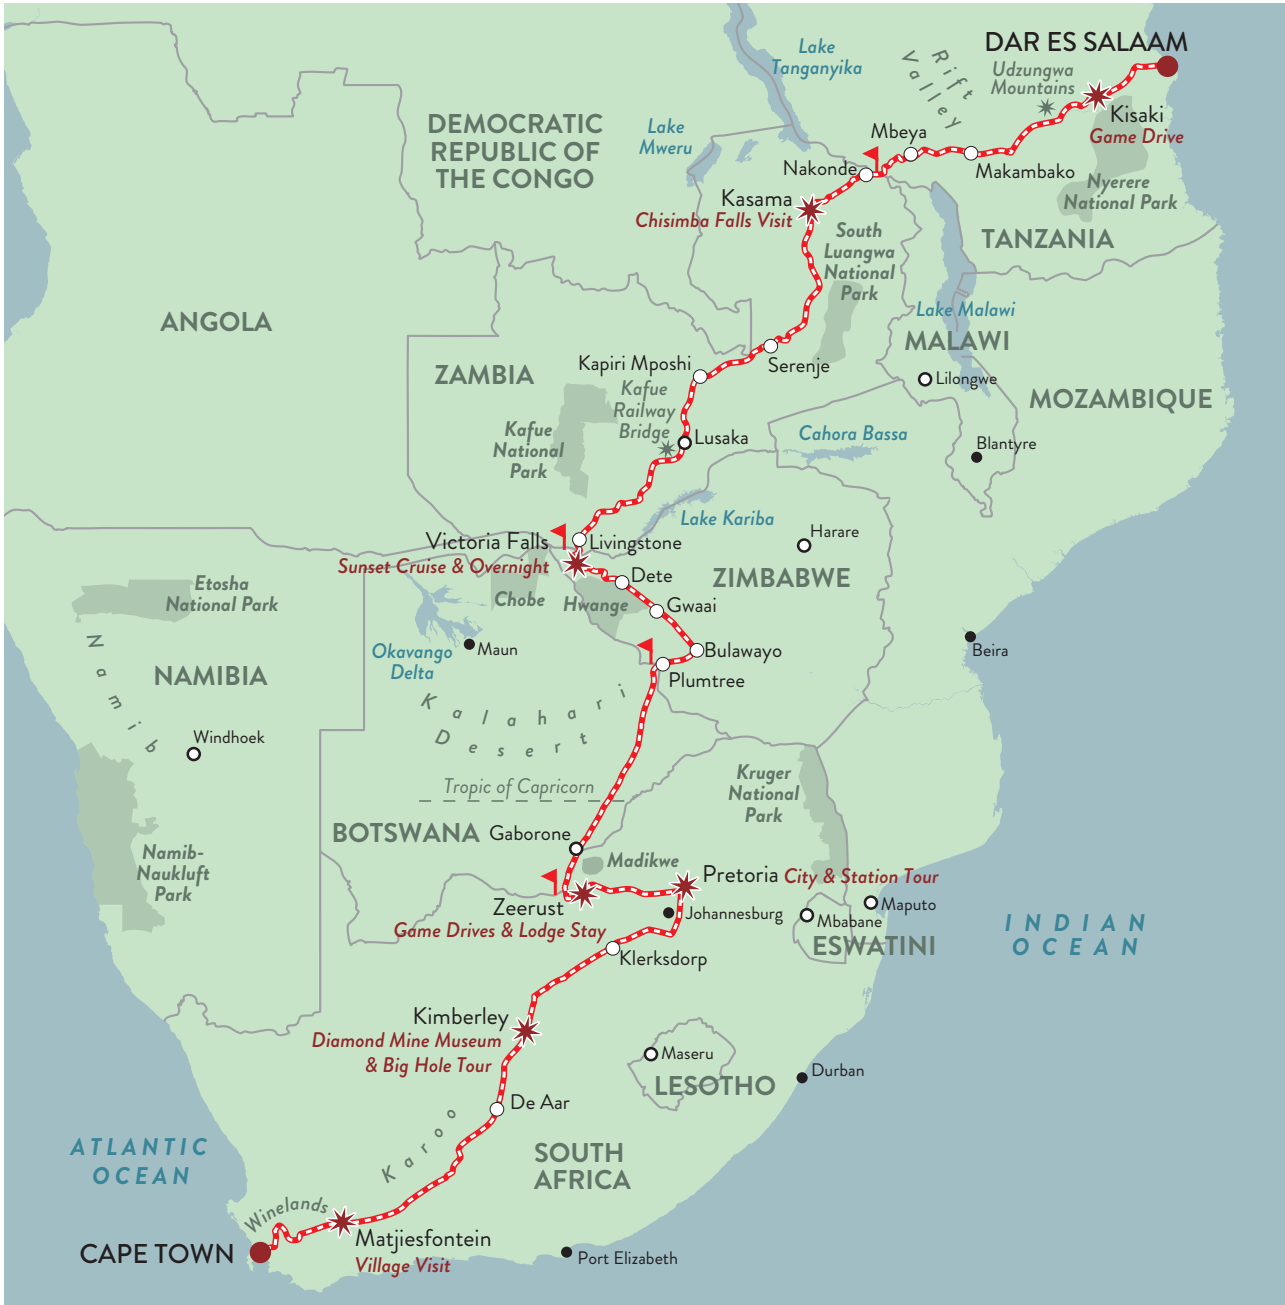 DAR ES SALAAM
Lake
Tanganyika
Rift
Valley
Udzungwa
Mountains
Kisaki
Game Drive
DEMOCRATIC
REPUBLIC OF
THE CONGO
Lake
Mweru
Mbeya
Nakonde
Makambako
Nyerere
National Park
Kasama
Chisimba Falls Visit
South
Luangwa
National
Park
TANZANIA
ANGOLA
Lake Malawi
MALAWI
ZAMBIA
Kapiri Mposhi
Serenje
Lilongwe
MOZAMBIQUE
Kafue
Railway
Bridge
Kafue
National
Park
Lusaka
Cahora Bassa
Blantyre
Lake Kariba
Harare
Victoria Falls
Sunset Cruise & Overnight
Livingstone
ZIMBABWE
Etosha
National Park
Chobe
Hwange
Dete
Gwaai
Namib
Okavango
Delta
Maun
Bulawayo
Beira
NAMIBIA
Plumtree
Kalahari
Desert
Windhoek
Tropic of Capricorn
Kruger
National
Park
BOTSWANA
Gaborone
Namib-
Naukluft
Park
Madikwe
Pretoria
City & Station Tour
Zeerust
Game Drives & Lodge Stay
Johannesburg
Mbabane
Maputo
ESWATINI
INDIAN
OCEAN
Klerksdorp
Kimberley
Diamond Mine Museum
& Big Hole Tour
Maseru
LESOTHO
Durban
De Aar
Karoo
ATLANTIC
OCEAN
SOUTH
AFRICA
Winelands
CAPE TOWN
Matjiesfontein
Village Visit
Port Elizabeth